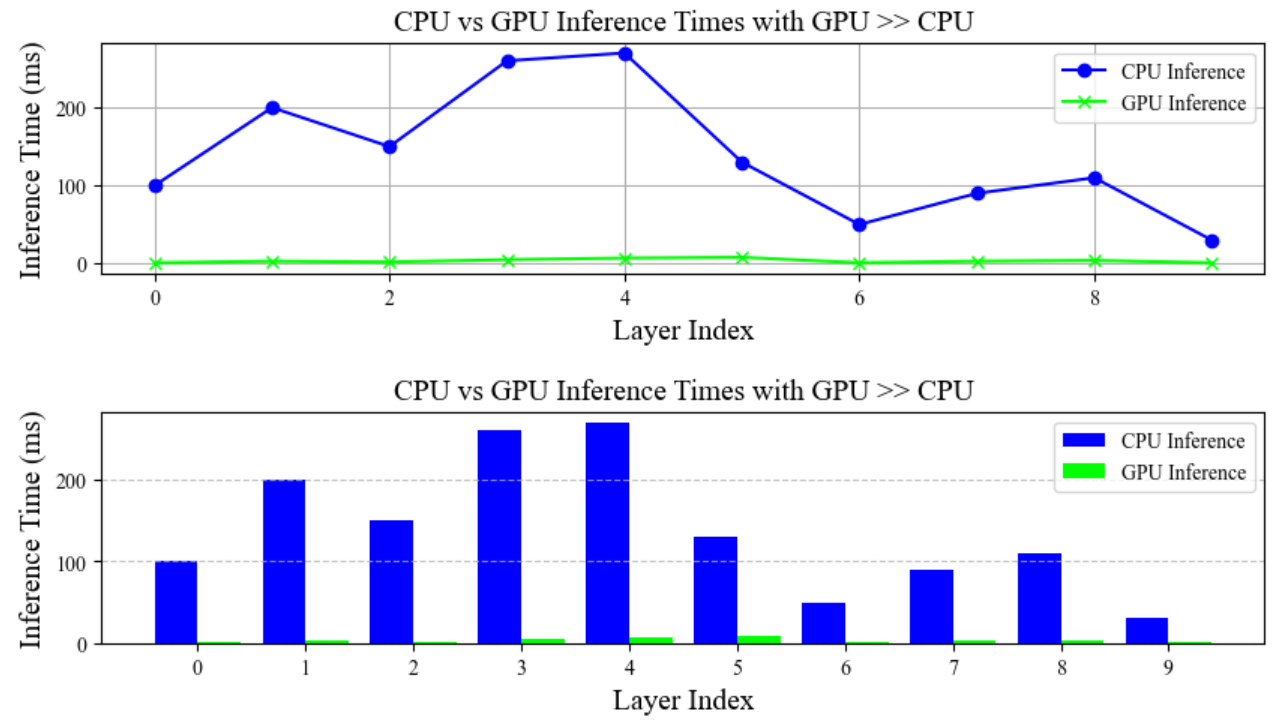 CPU vs GPU Inference Times with GPU >> CPU
Inference Time (ms)
200
100
0
CPU Inference
GPU Inference
0 2 4 6 8
Layer Index
CPU vs GPU Inference Times with GPU >> CPU
Inference Time (ms)
200
100
0
CPU Inference
GPU Inference
0 1 2 3 4 5 6 7 8 9
Layer Index